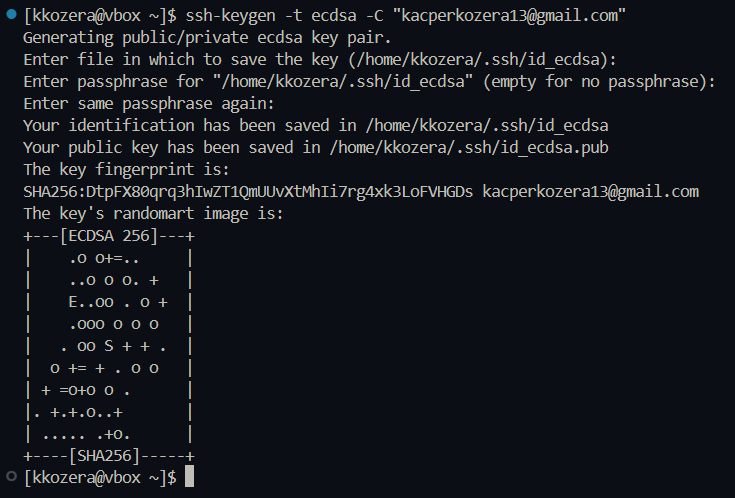 [kkozera@vbox ~]$ ssh-keygen -t ecdsa -C "kacperkozera13@gmail.com"
Generating public/private ecdsa key pair.
Enter file in which to save the key (/home/kkozera/.ssh/id_ecdsa):
Enter passphrase for "/home/kkozera/.ssh/id_ecdsa" (empty for no passphrase):
Enter same passphrase again:
Your identification has been saved in /home/kkozera/.ssh/id_ecdsa
Your public key has been saved in /home/kkozera/.ssh/id_ecdsa.pub
The key fingerprint is:
SHA256:DtpFX80qrq3hIwZT1QmUUvXtMhIi7rg4xk3LoFVHGDs kacperkozera13@gmail.com
The key's randomart image is:
+---[ECDSA 256]---+
|    .o o+=..     |
|    ..o o o. +   |
|    E..oo . o +  |
|    .ooo o o o   |
|   . oo S + + .  |
|  o += + . o o   |
| + =o+o o .      |
|. +.+.o..+       |
| ..... .+o.      |
+----[SHA256]-----+
[kkozera@vbox ~]$